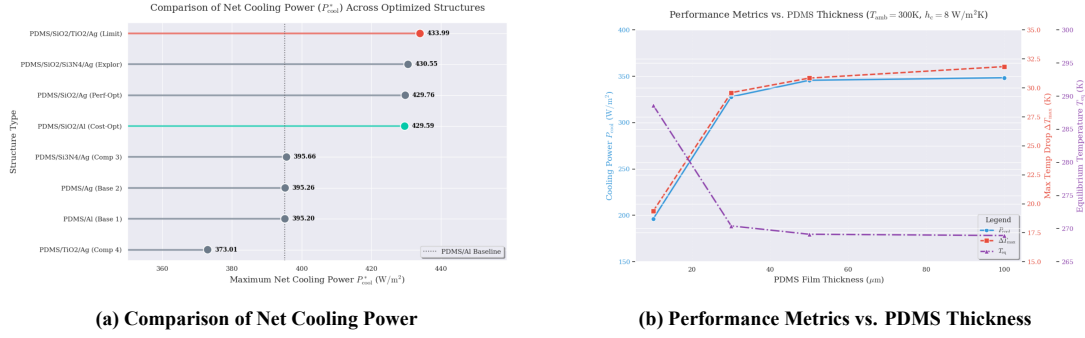 Comparison of Net Cooling Power (P*cool) Across Optimized Structures
Structure Type
PDMS/SiO2/TiO2/Ag (Limit)
433.99
PDMS/SiO2/Si3N4/Ag (Explor)
430.55
PDMS/SiO2/Ag (Perf-Opt)
429.76
PDMS/SiO2/Al (Cost-Opt)
429.59
PDMS/Si3N4/Ag (Comp 3)
395.66
PDMS/Ag (Base 2)
395.26
PDMS/Al (Base 1)
395.20
PDMS/TiO2/Ag (Comp 4)
373.01
PDMS/Al Baseline
360 380 400 420 440
Maximum Net Cooling Power P*cool (W/m²)
(a) Comparison of Net Cooling Power
Performance Metrics vs. PDMS Thickness (Tamb = 300K, hc = 8 W/m²K)
Cooling Power Pcool (W/m²)
400
350
300
250
200
150
35.0
32.5
30.0
27.5
25.0
22.5
20.0
17.5
15.0
Max Temp Drop ΔTmax (K)
300
295
290
285
280
275
270
265
260
Equilibrium Temperature Teq (K)
Legend
Pcool
ΔTmax
Teq
20 40 60 80 100
PDMS Film Thickness (μm)
(b) Performance Metrics vs. PDMS Thickness